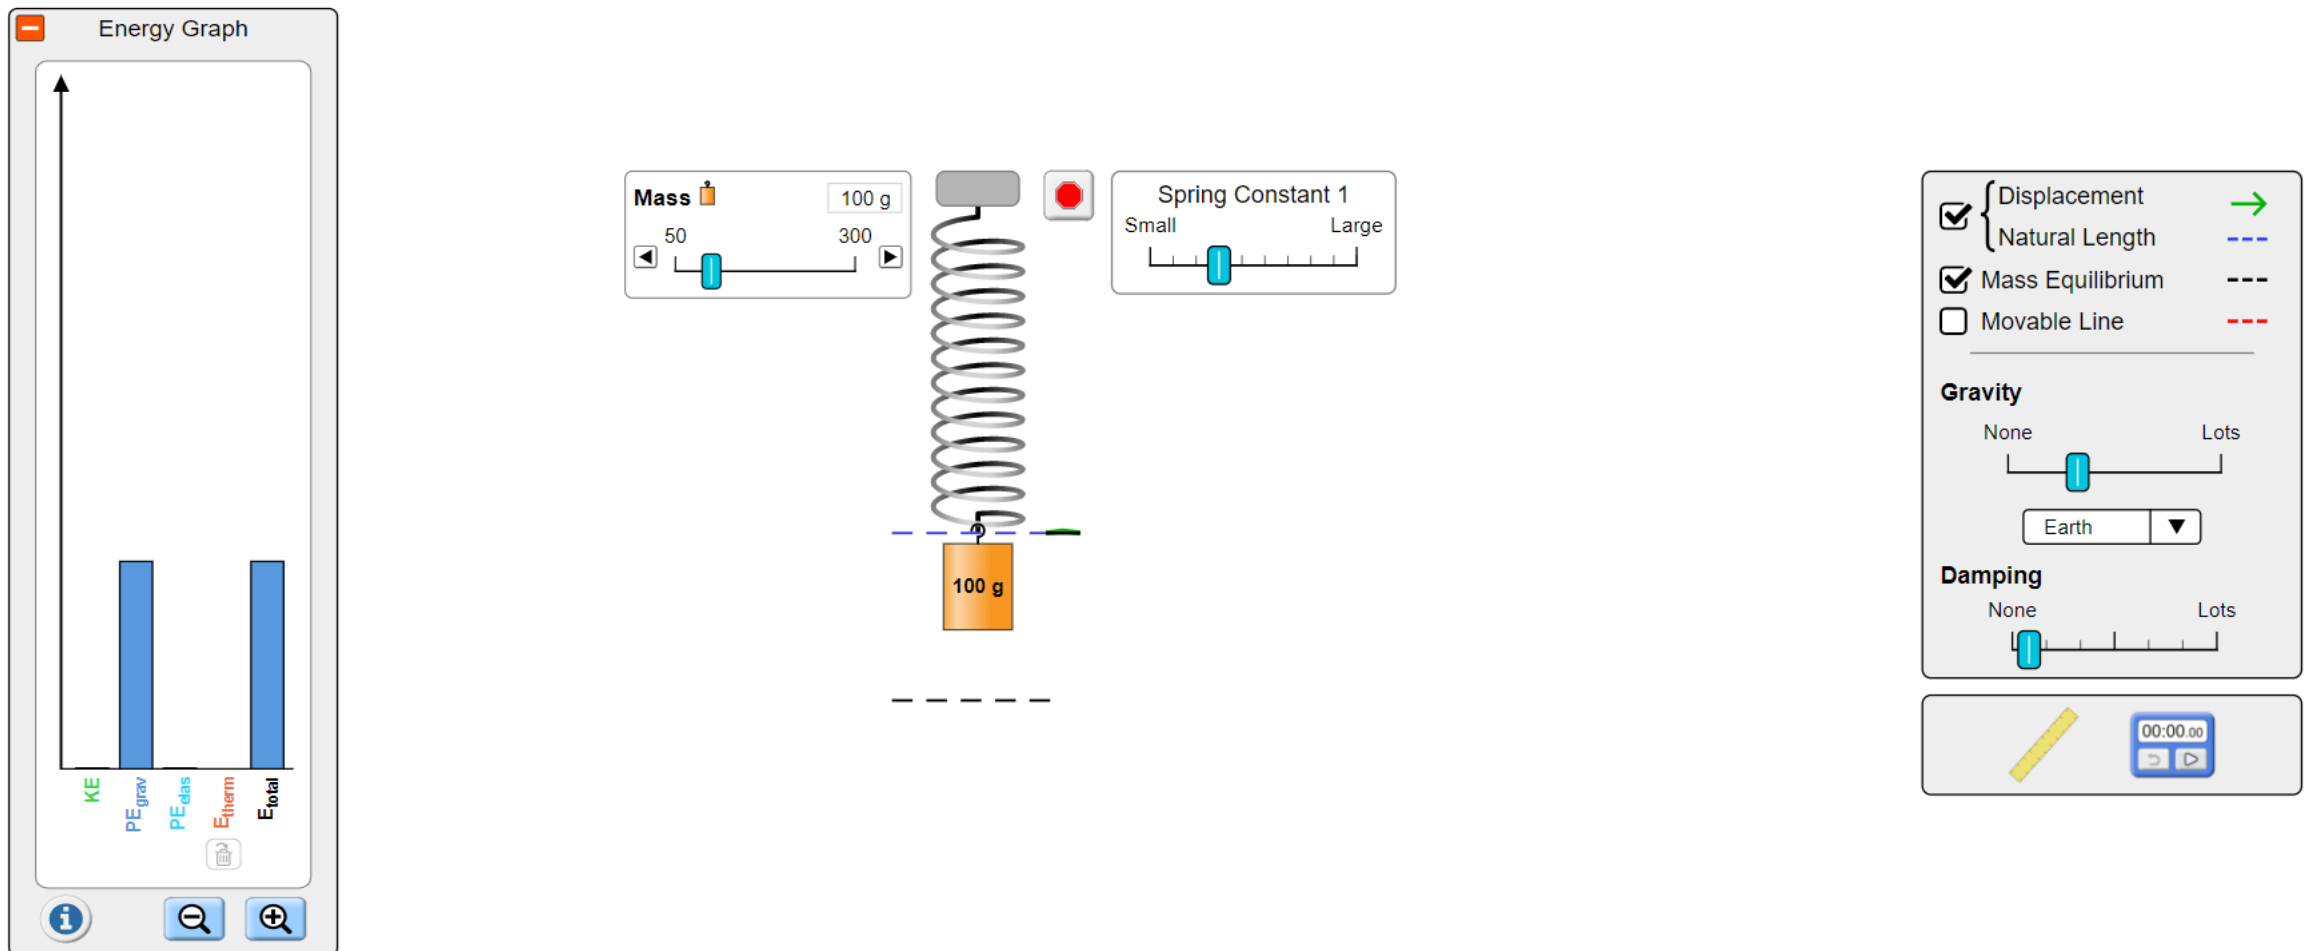 Energy Graph
KE
PEgrav
PEelas
Etherm
Etotal
Mass
100 g
50
300
Spring Constant 1
Small
Large
100 g
Displacement
Natural Length
Mass Equilibrium
Movable Line
Gravity
None
Lots
Earth
Damping
None
Lots
00:00.00